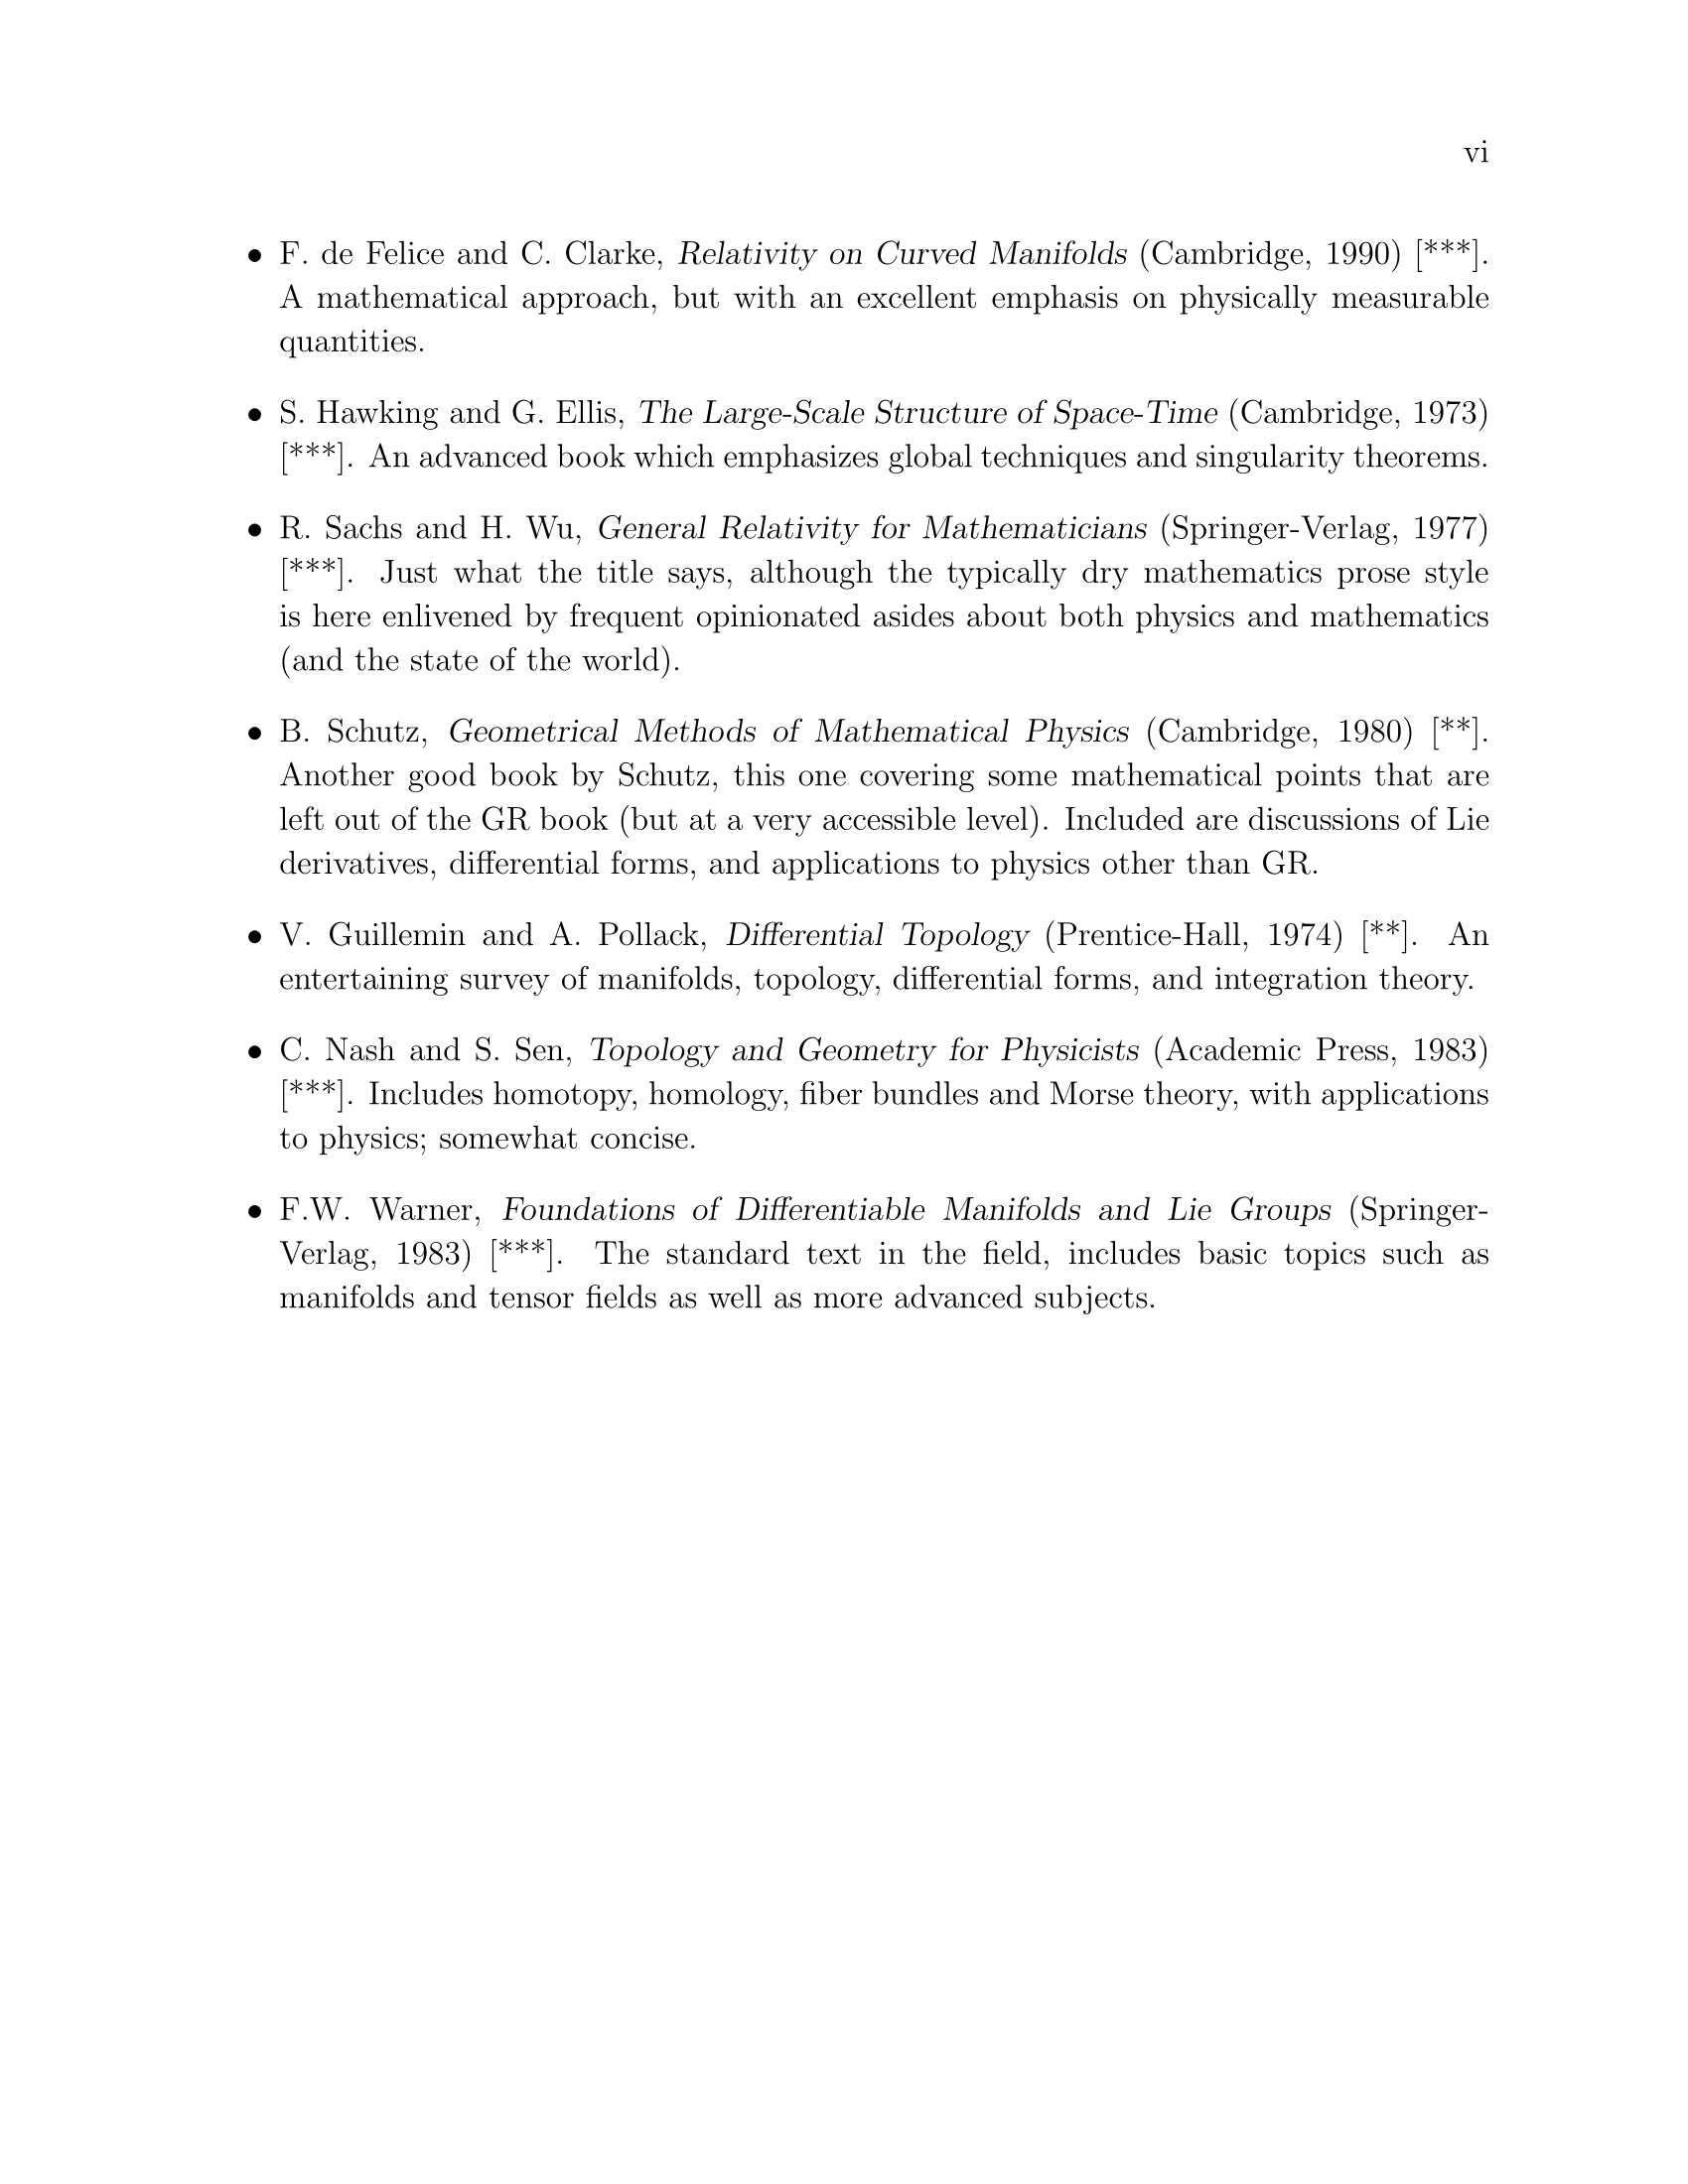 vi
• F. de Felice and C. Clarke, Relativity on Curved Manifolds (Cambridge, 1990) [***].
A mathematical approach, but with an excellent emphasis on physically measurable
quantities.
• S. Hawking and G. Ellis, The Large-Scale Structure of Space-Time (Cambridge, 1973)
[***]. An advanced book which emphasizes global techniques and singularity theorems.
• R. Sachs and H. Wu, General Relativity for Mathematicians (Springer-Verlag, 1977)
[***]. Just what the title says, although the typically dry mathematics prose style
is here enlivened by frequent opinionated asides about both physics and mathematics
(and the state of the world).
• B. Schutz, Geometrical Methods of Mathematical Physics (Cambridge, 1980) [**].
Another good book by Schutz, this one covering some mathematical points that are
left out of the GR book (but at a very accessible level). Included are discussions of Lie
derivatives, differential forms, and applications to physics other than GR.
• V. Guillemin and A. Pollack, Differential Topology (Prentice-Hall, 1974) [**]. An
entertaining survey of manifolds, topology, differential forms, and integration theory.
• C. Nash and S. Sen, Topology and Geometry for Physicists (Academic Press, 1983)
[***]. Includes homotopy, homology, fiber bundles and Morse theory, with applications
to physics; somewhat concise.
• F.W. Warner, Foundations of Differentiable Manifolds and Lie Groups (Springer-
Verlag, 1983) [***]. The standard text in the field, includes basic topics such as
manifolds and tensor fields as well as more advanced subjects.